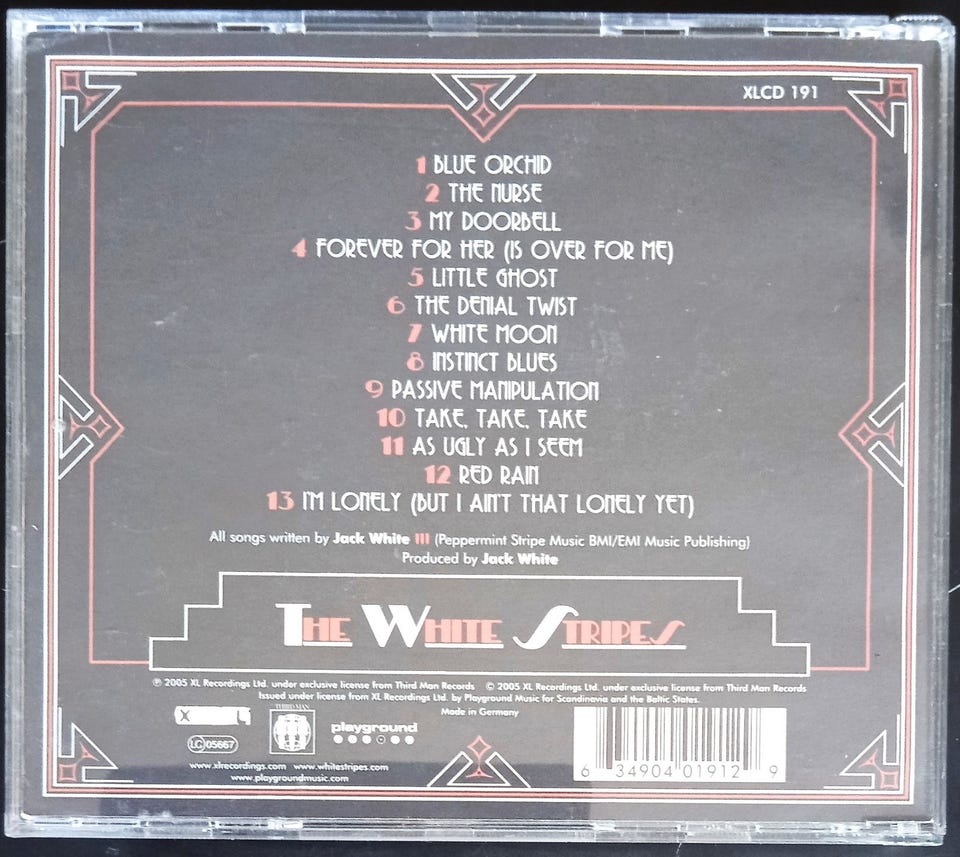 XLCD 191
1 BLUE ORCHID
2 THE NURSE
3 MY DOORBELL
4 FOREVER FOR HER (IS OVER FOR ME)
5 LITTLE GHOST
6 THE DENIAL TWIST
7 WHITE MOON
8 INSTINCT BLUES
9 PASSIVE MANIPULATION
10 TAKE, TAKE, TAKE
11 AS UGLY AS I SEEM
12 RED RAIN
13 I'M LONELY (BUT I AIN'T THAT LONELY YET)
All songs written by Jack White III (Peppermint Stripe Music BMI/EMI Music Publishing)
Produced by Jack White
THE WHITE STRIPES
℗ 2005 XL Recordings Ltd. under exclusive license from Third Man Records © 2005 XL Recordings Ltd. under exclusive license from Third Man Records
Issued under license from XL Recordings Ltd. by Playground Music for Scandinavia and the Baltic States.
Made in Germany
X L
THIRD MAN
playground
LC 05667
www.xlrecordings.com www.whitestripes.com
www.playgroundmusic.com
6 34904 01912 9